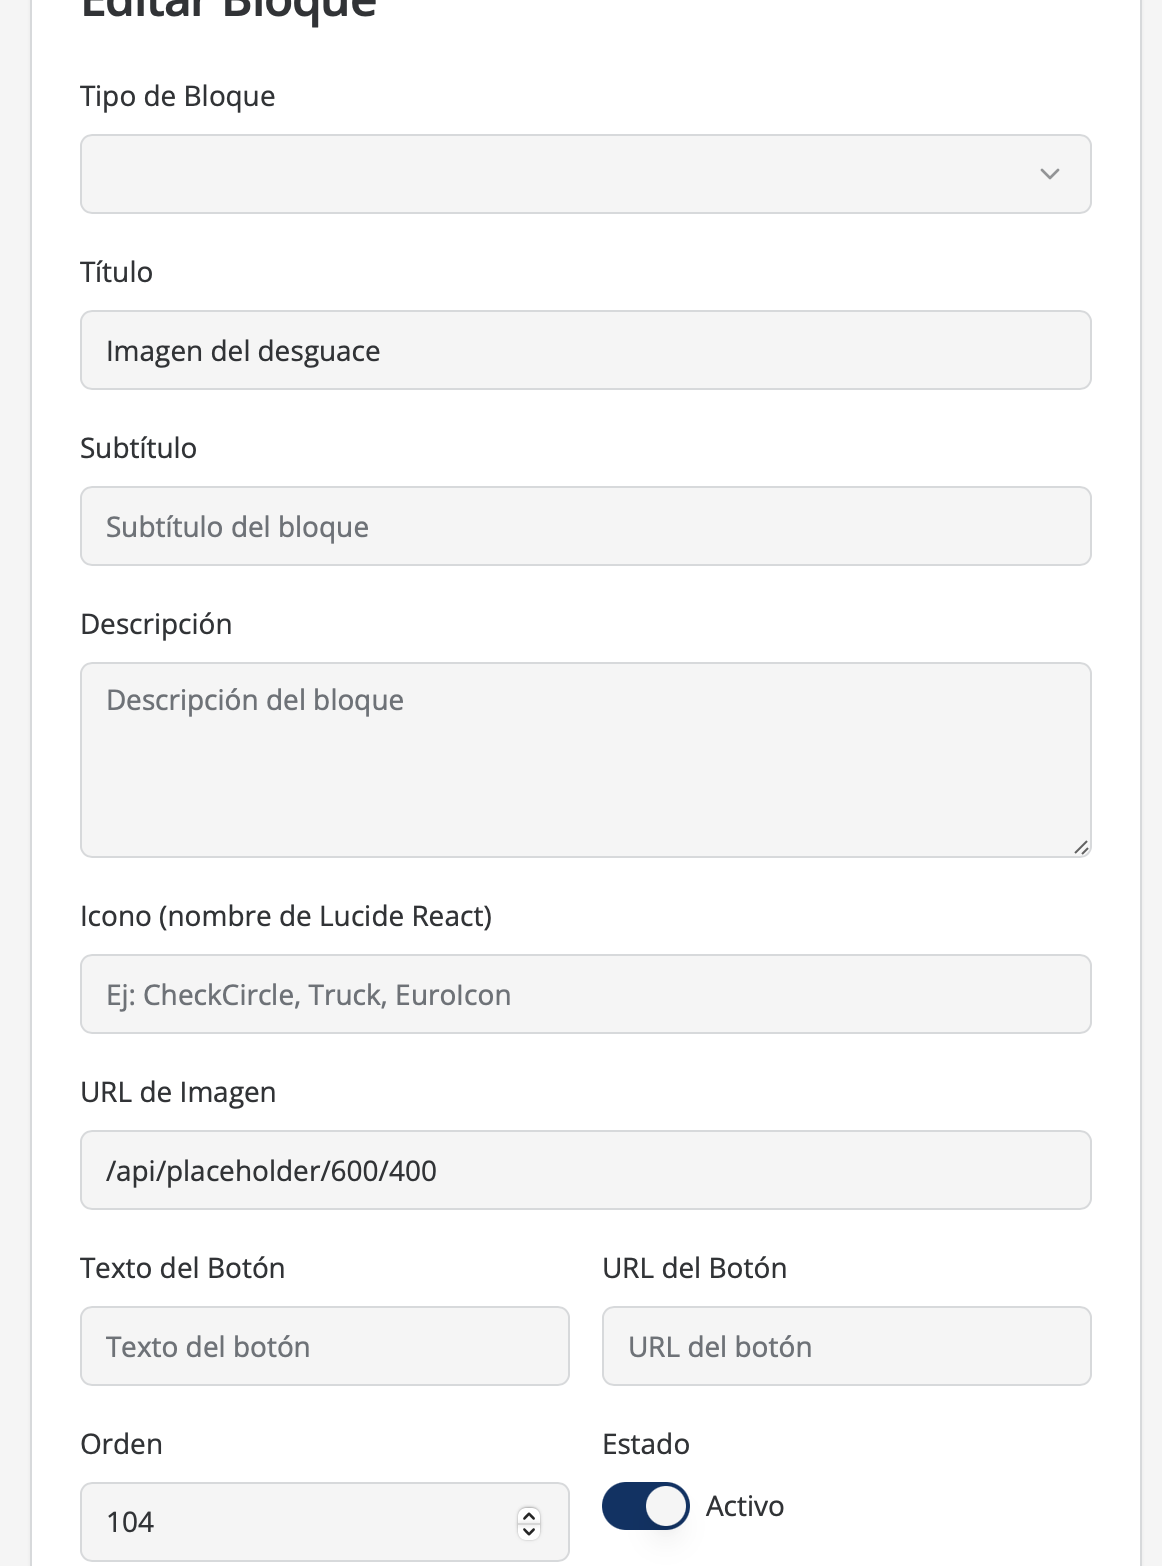 Editar Bloque
Tipo de Bloque
Título
Imagen del desguace
Subtítulo
Subtítulo del bloque
Descripción
Descripción del bloque
Icono (nombre de Lucide React)
Ej: CheckCircle, Truck, EuroIcon
URL de Imagen
/api/placeholder/600/400
Texto del Botón
URL del Botón
Texto del botón
URL del botón
Orden
Estado
104
Activo